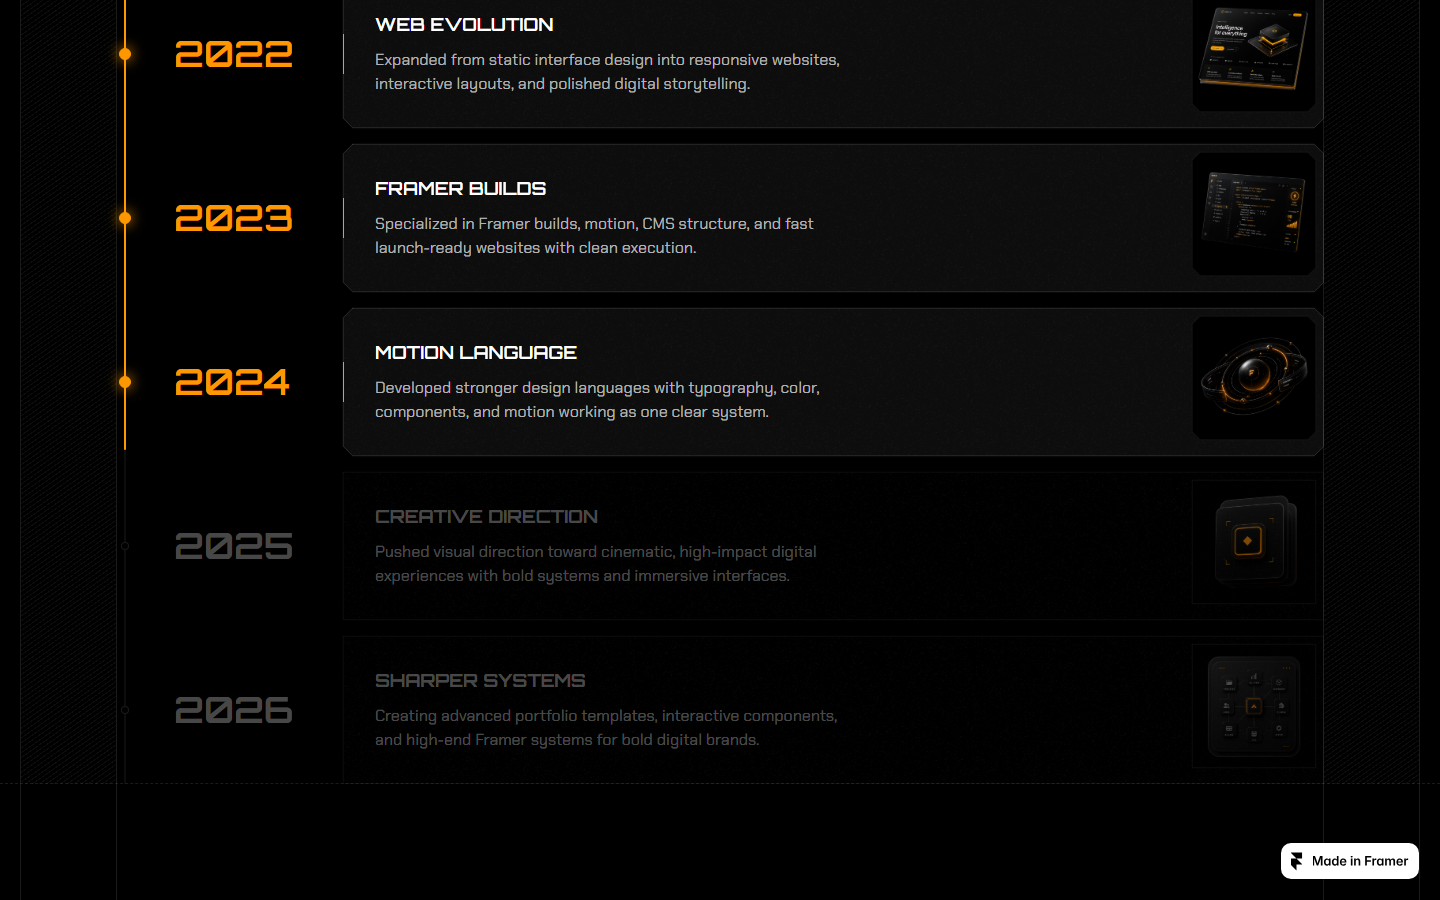 2022
WEB EVOLUTION
Expanded from static interface design into responsive websites,
interactive layouts, and polished digital storytelling.
Intelligence
for everything
2023
FRAMER BUILDS
Specialized in Framer builds, motion, CMS structure, and fast
launch-ready websites with clean execution.
2024
MOTION LANGUAGE
Developed stronger design languages with typography, color,
components, and motion working as one clear system.
2025
CREATIVE DIRECTION
Pushed visual direction toward cinematic, high-impact digital
experiences with bold systems and immersive interfaces.
2026
SHARPER SYSTEMS
Creating advanced portfolio templates, interactive components,
and high-end Framer systems for bold digital brands.
Made in Framer